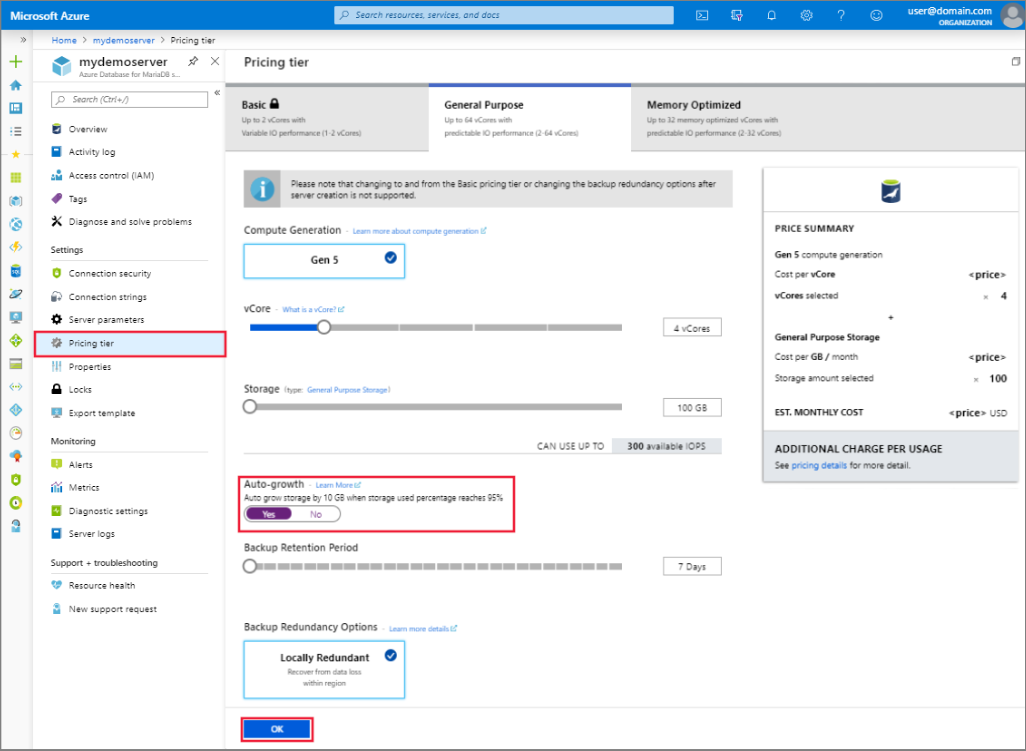 Microsoft Azure
Search resources, services, and docs
user@domain.com
ORGANIZATION
Home > mydemoserver > Pricing tier
mydemoserver
Azure Database for MariaDB s...
Search (Ctrl+/)
Overview
Activity log
Access control (IAM)
Tags
Diagnose and solve problems
Settings
Connection security
Connection strings
Server parameters
Pricing tier
Properties
Locks
Export template
Monitoring
Alerts
Metrics
Diagnostic settings
Server logs
Support + troubleshooting
Resource health
New support request
Pricing tier
Basic
Up to 2 vCores with
Variable IO performance (1-2 vCores)
General Purpose
Up to 64 vCores with
predictable IO performance (2-64 vCores)
Memory Optimized
Up to 32 memory optimized vCores with
predictable IO performance (2-32 vCores)
Please note that changing to and from the Basic pricing tier or changing the backup redundancy options after
server creation is not supported.
Compute Generation - Learn more about compute generation
Gen 5
vCore - What is a vCore?
4 vCores
Storage (type: General Purpose Storage)
100 GB
CAN USE UP TO 300 available IOPS
Auto-growth - Learn More
Auto grow storage by 10 GB when storage used percentage reaches 95%
Yes No
Backup Retention Period
7 Days
Backup Redundancy Options - Learn more details
Locally Redundant
Recover from data loss
within region
OK
PRICE SUMMARY
Gen 5 compute generation
Cost per vCore <price>
vCores selected × 4
+
General Purpose Storage
Cost per GB / month <price>
Storage amount selected × 100
EST. MONTHLY COST <price> USD
ADDITIONAL CHARGE PER USAGE
See pricing details for more detail.